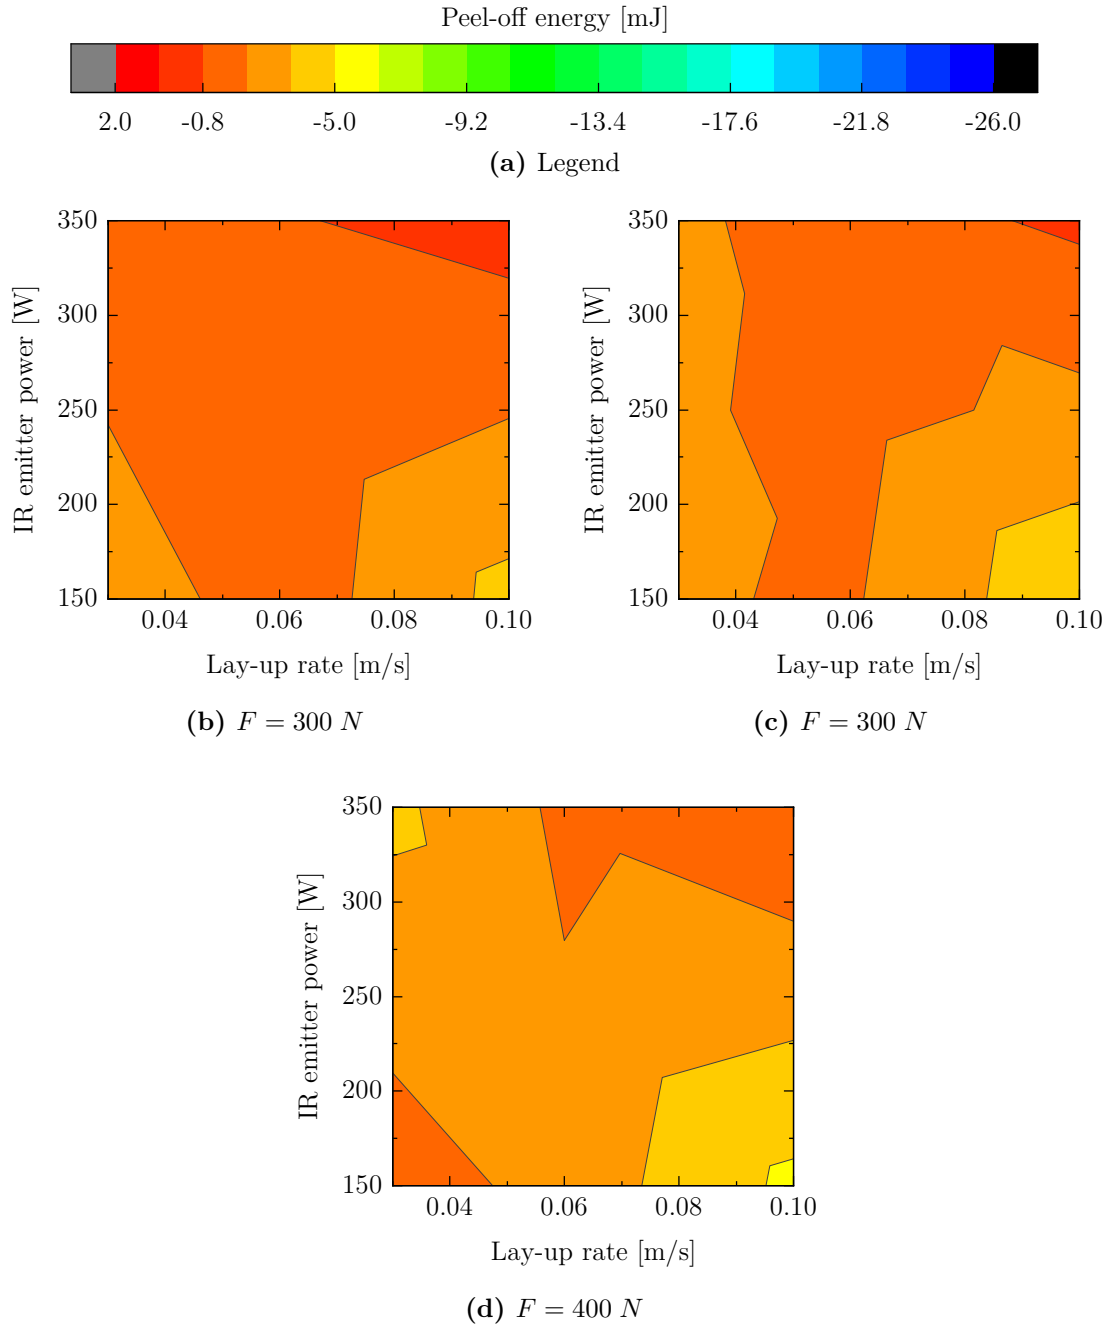 Peel-off energy [mJ]
2.0 -0.8 -5.0 -9.2 -13.4 -17.6 -21.8 -26.0
(a) Legend
350
300
250
200
150
IR emitter power [W]
0.04 0.06 0.08 0.10
Lay-up rate [m/s]
(b) F = 300 N
350
300
250
200
150
IR emitter power [W]
0.04 0.06 0.08 0.10
Lay-up rate [m/s]
(c) F = 300 N
350
300
250
200
150
IR emitter power [W]
0.04 0.06 0.08 0.10
Lay-up rate [m/s]
(d) F = 400 N